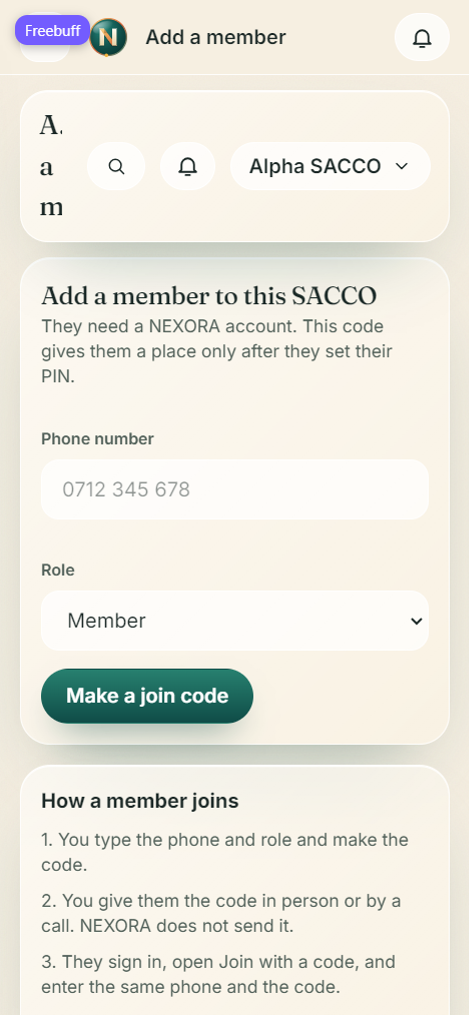 Freebuff
N
Add a member
A.
a
m
Alpha SACCO
Add a member to this SACCO
They need a NEXORA account. This code
gives them a place only after they set their
PIN.
Phone number
0712 345 678
Role
Member
Make a join code
How a member joins
1. You type the phone and role and make the
code.
2. You give them the code in person or by a
call. NEXORA does not send it.
3. They sign in, open Join with a code, and
enter the same phone and the code.